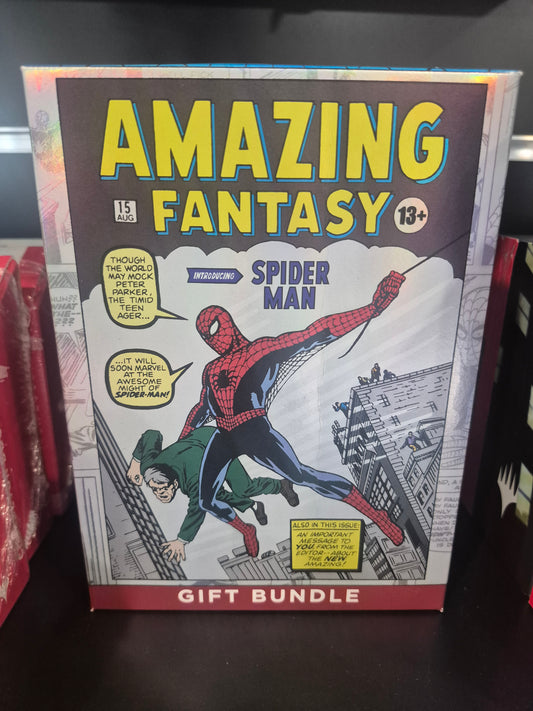 AMAZING
FANTASY
15
AUG
13+
THOUGH
THE WORLD
MAY MOCK
PETER
PARKER,
THE TIMID
TEEN
AGER...
INTRODUCING
SPIDER
MAN
...IT WILL
SOON MARVEL
AT THE
AWESOME
MIGHT OF
SPIDER-MAN!
ALSO IN THIS ISSUE:
AN IMPORTANT
MESSAGE TO
YOU, FROM THE
EDITOR--ABOUT
THE NEW
AMAZING!
GIFT BUNDLE